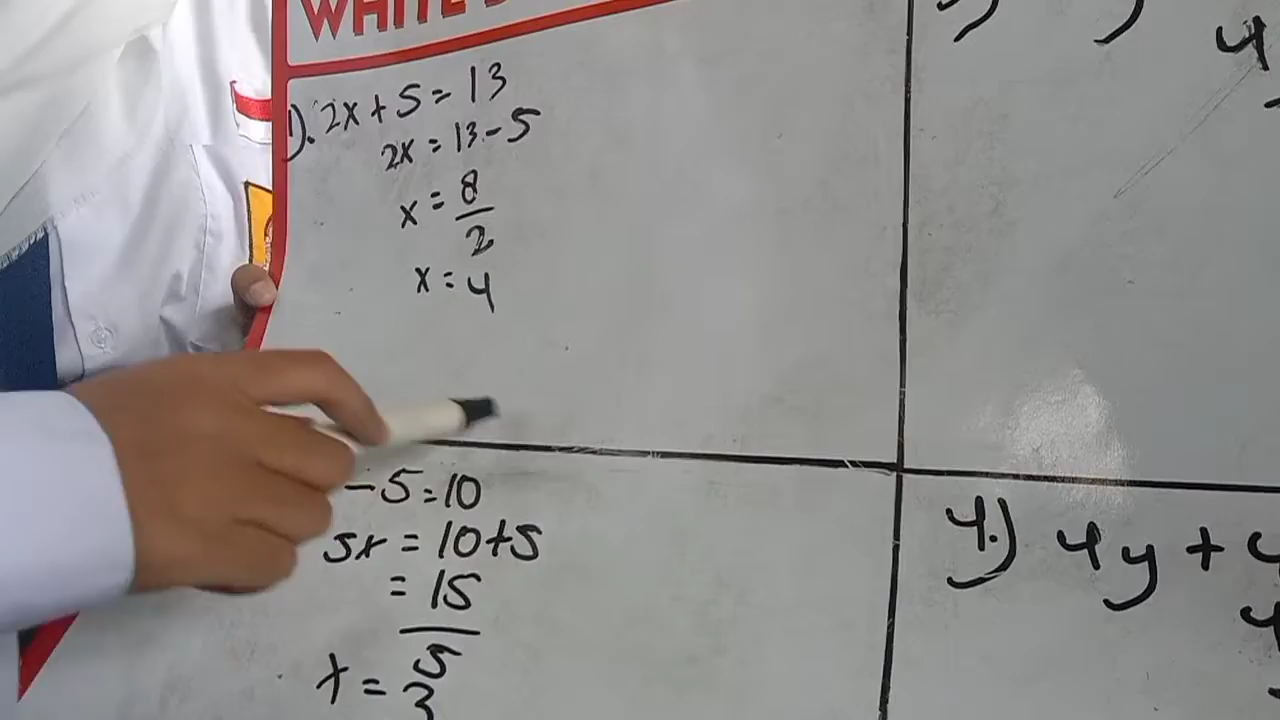 WHITE
1). 2x + 5 = 13
2x = 13 - 5
x = 8/2
x = 4
- 5 = 10
5x = 10 + 5
= 15/5
x = 3
4
4.) 4y +